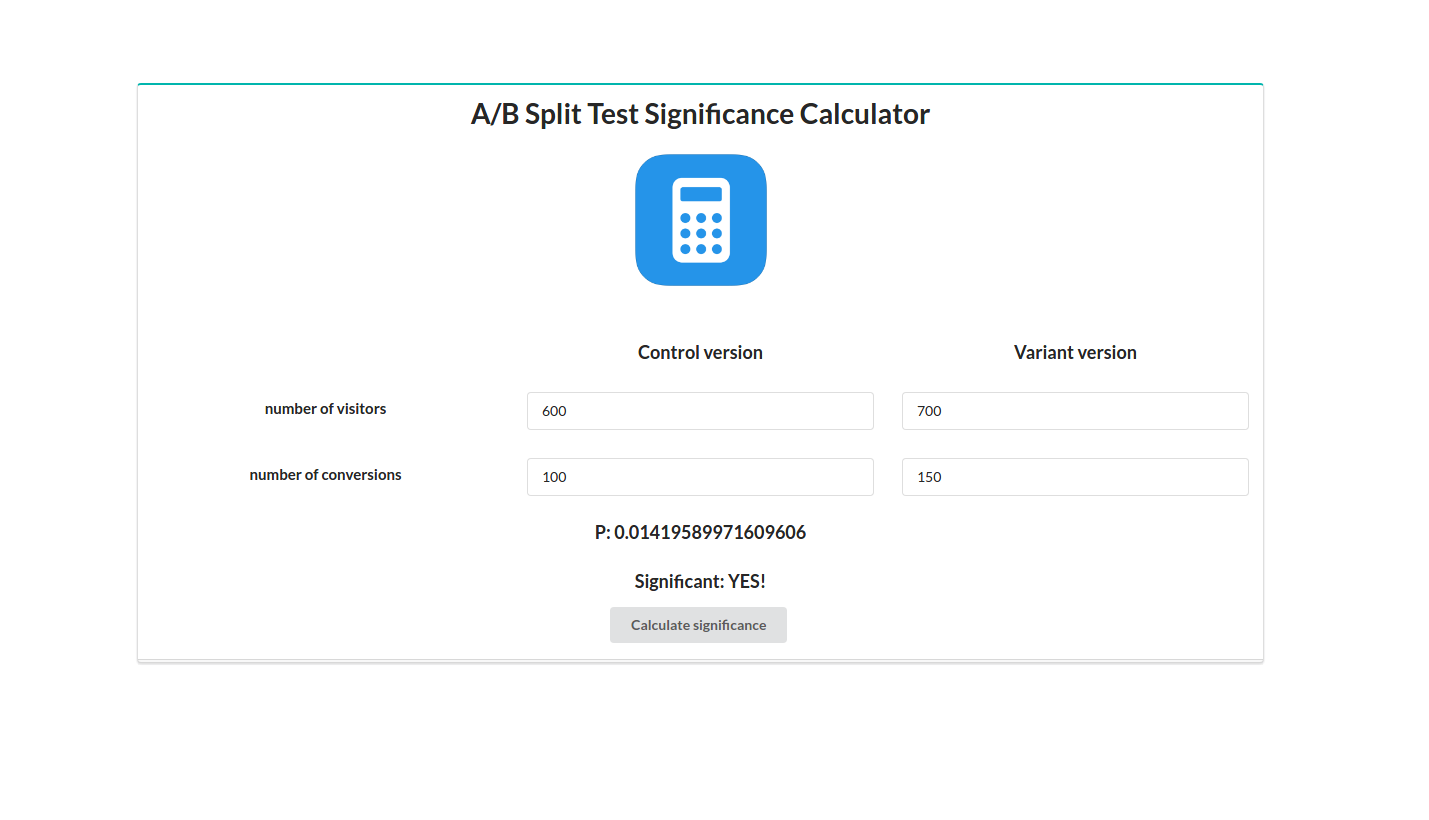 A/B Split Test Significance Calculator
Control version
Variant version
number of visitors
600
700
number of conversions
100
150
P: 0.01419589971609606
Significant: YES!
Calculate significance